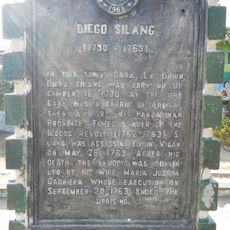 1963
DIEGO SILANG
(1730 - 1763)
IN THIS TOWN CABA, LA UNION,
DIEGO SILANG WAS BORN ON
CEMBER 16, 1730. AT THE TIME
CABA WAS A BARRIO OF ARINGAY,
THEN A PART OF PANGASINAN
PROVINCE. FAMED LEADER OF THE
ILOCOS REVOLT (1762-1763), SI
LANG WAS ASSASSINATED IN VIGAN
ON MAY 28, 1763. AFTER HIS
DEATH, THE REVOLT WAS
LED BY HIS WIFE MARIA JOSEFA
GABRIELA WHOSE EXECUTION ON
SEPTEMBER 20, 1763 ENDED THE
UPRISING.